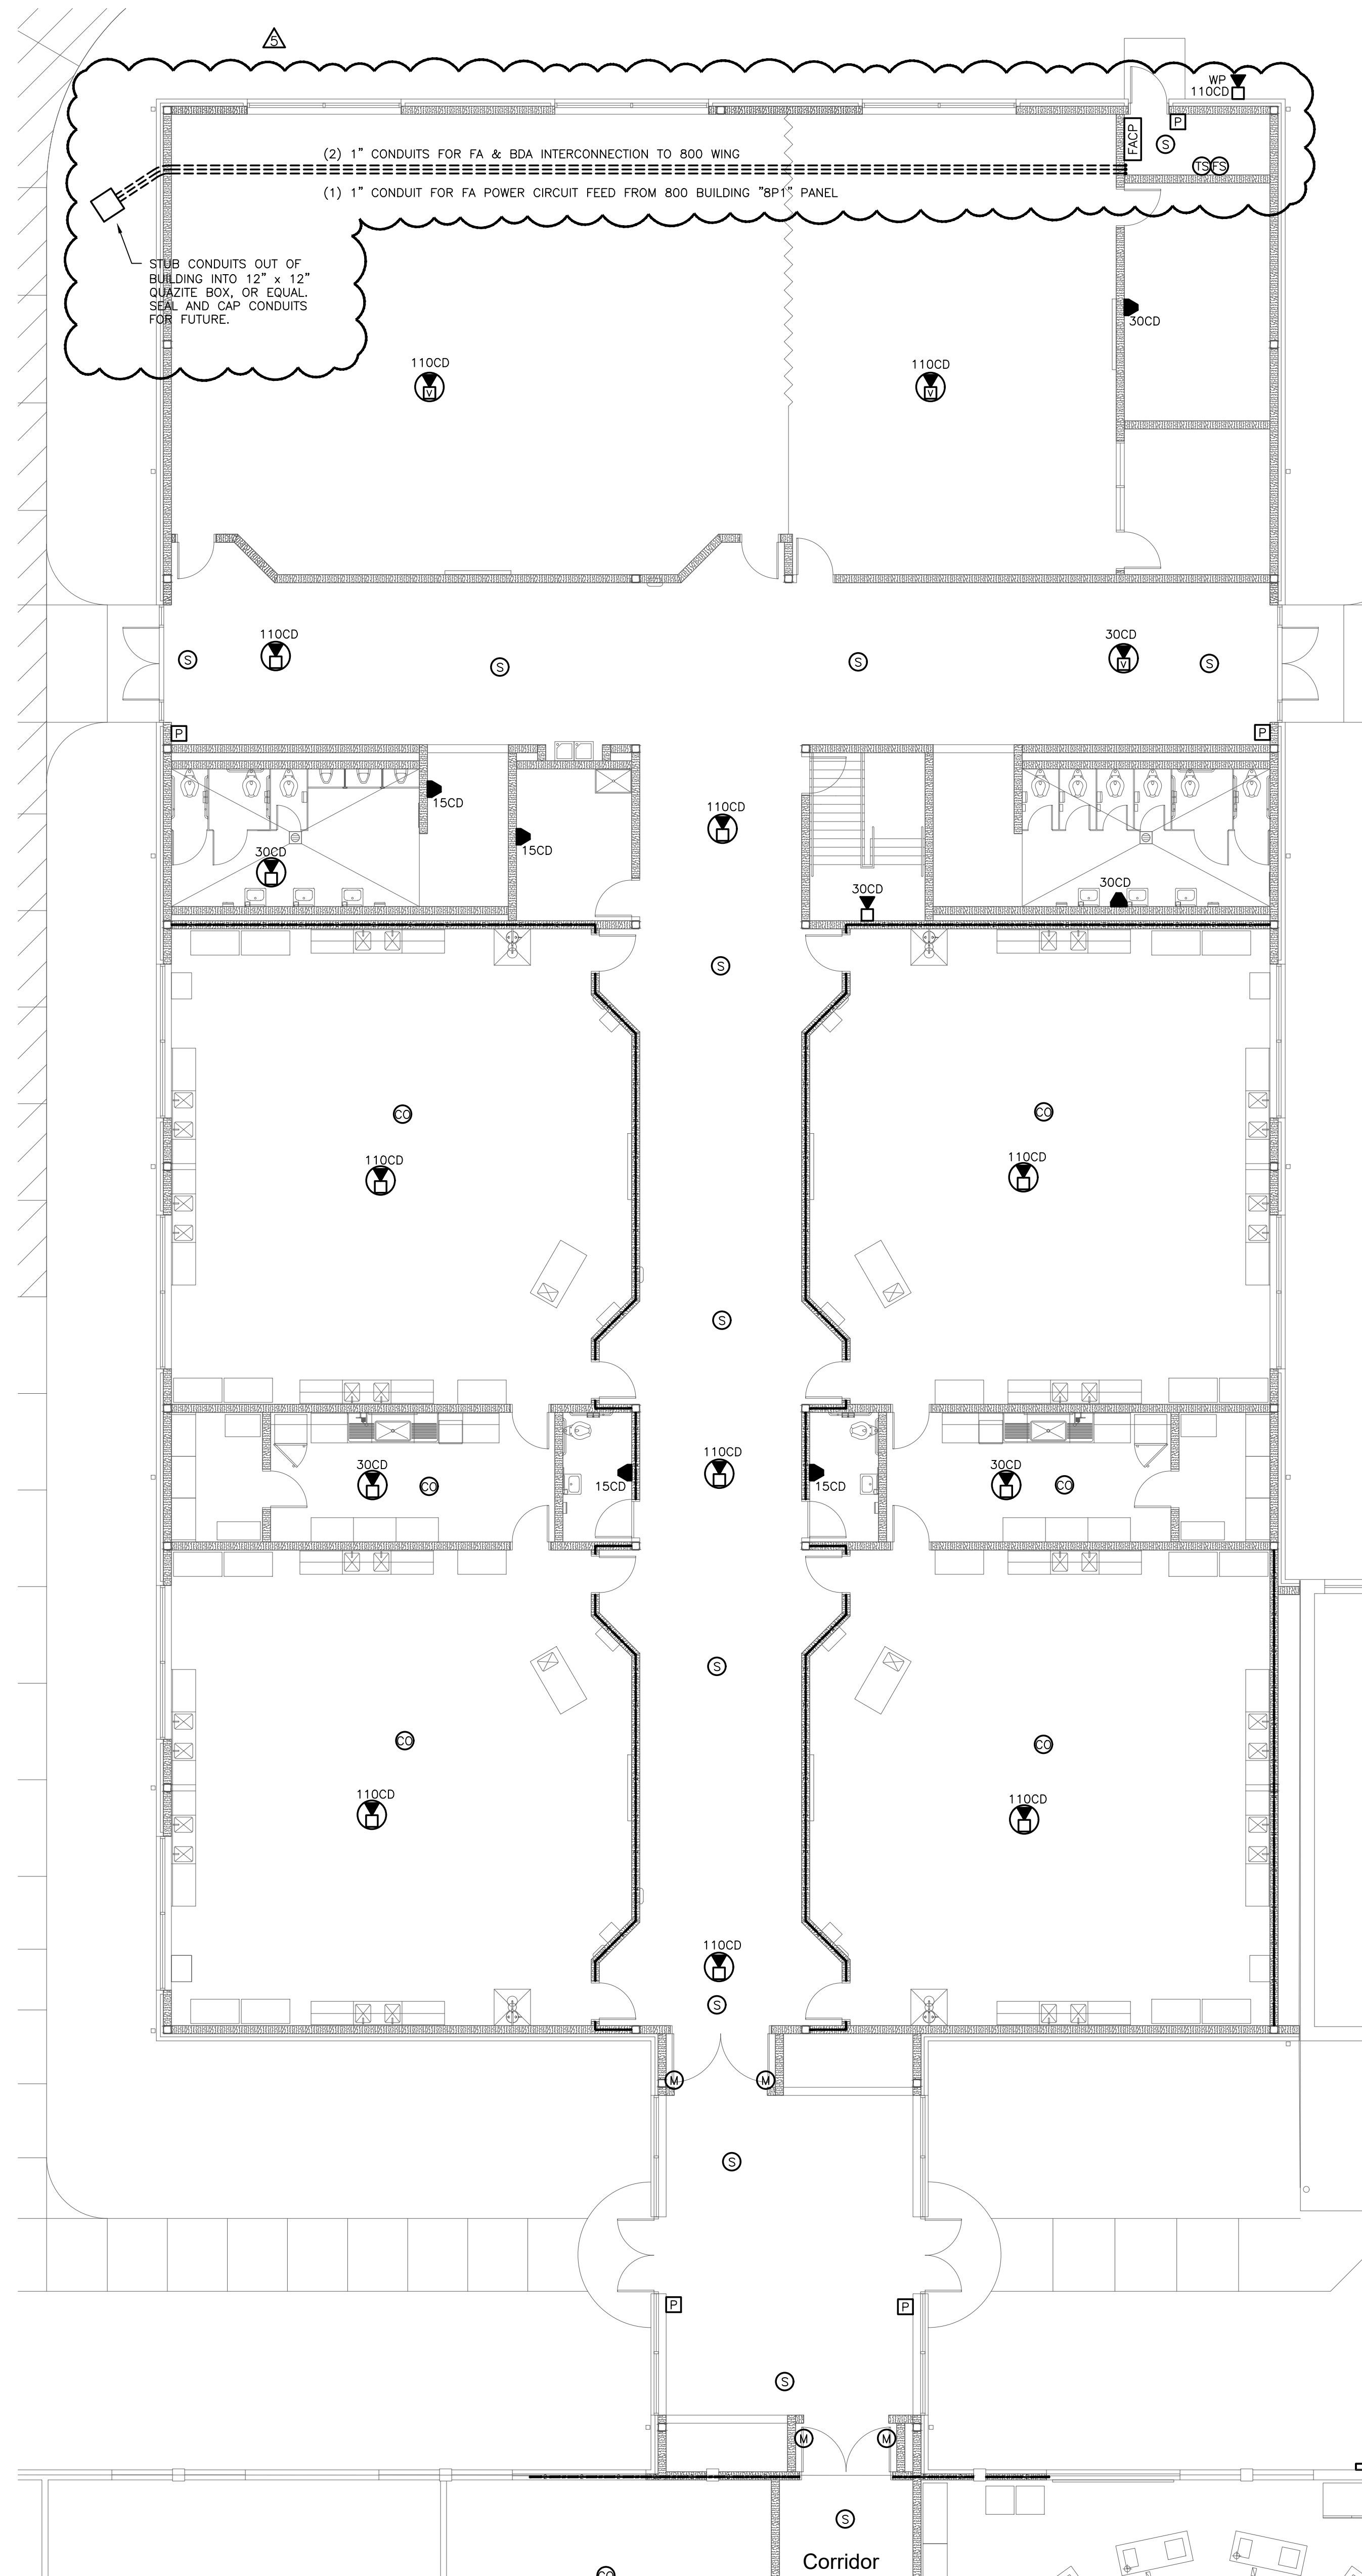 5
WP
110CD
FACP
P
S
TS
FS
(2) 1" CONDUITS FOR FA & BDA INTERCONNECTION TO 800 WING
(1) 1" CONDUIT FOR FA POWER CIRCUIT FEED FROM 800 BUILDING "8P1" PANEL
STUB CONDUITS OUT OF
BUILDING INTO 12" x 12"
QUAZITE BOX, OR EQUAL.
SEAL AND CAP CONDUITS
FOR FUTURE.
30CD
110CD
V
110CD
V
110CD
30CD
V
S
S
S
S
P
P
15CD
15CD
110CD
30CD
30CD
30CD
S
CO
CO
110CD
110CD
S
30CD
CO
15CD
110CD
15CD
30CD
CO
S
CO
CO
110CD
110CD
110CD
S
M
M
S
P
P
S
M
M
S
Corridor
CO